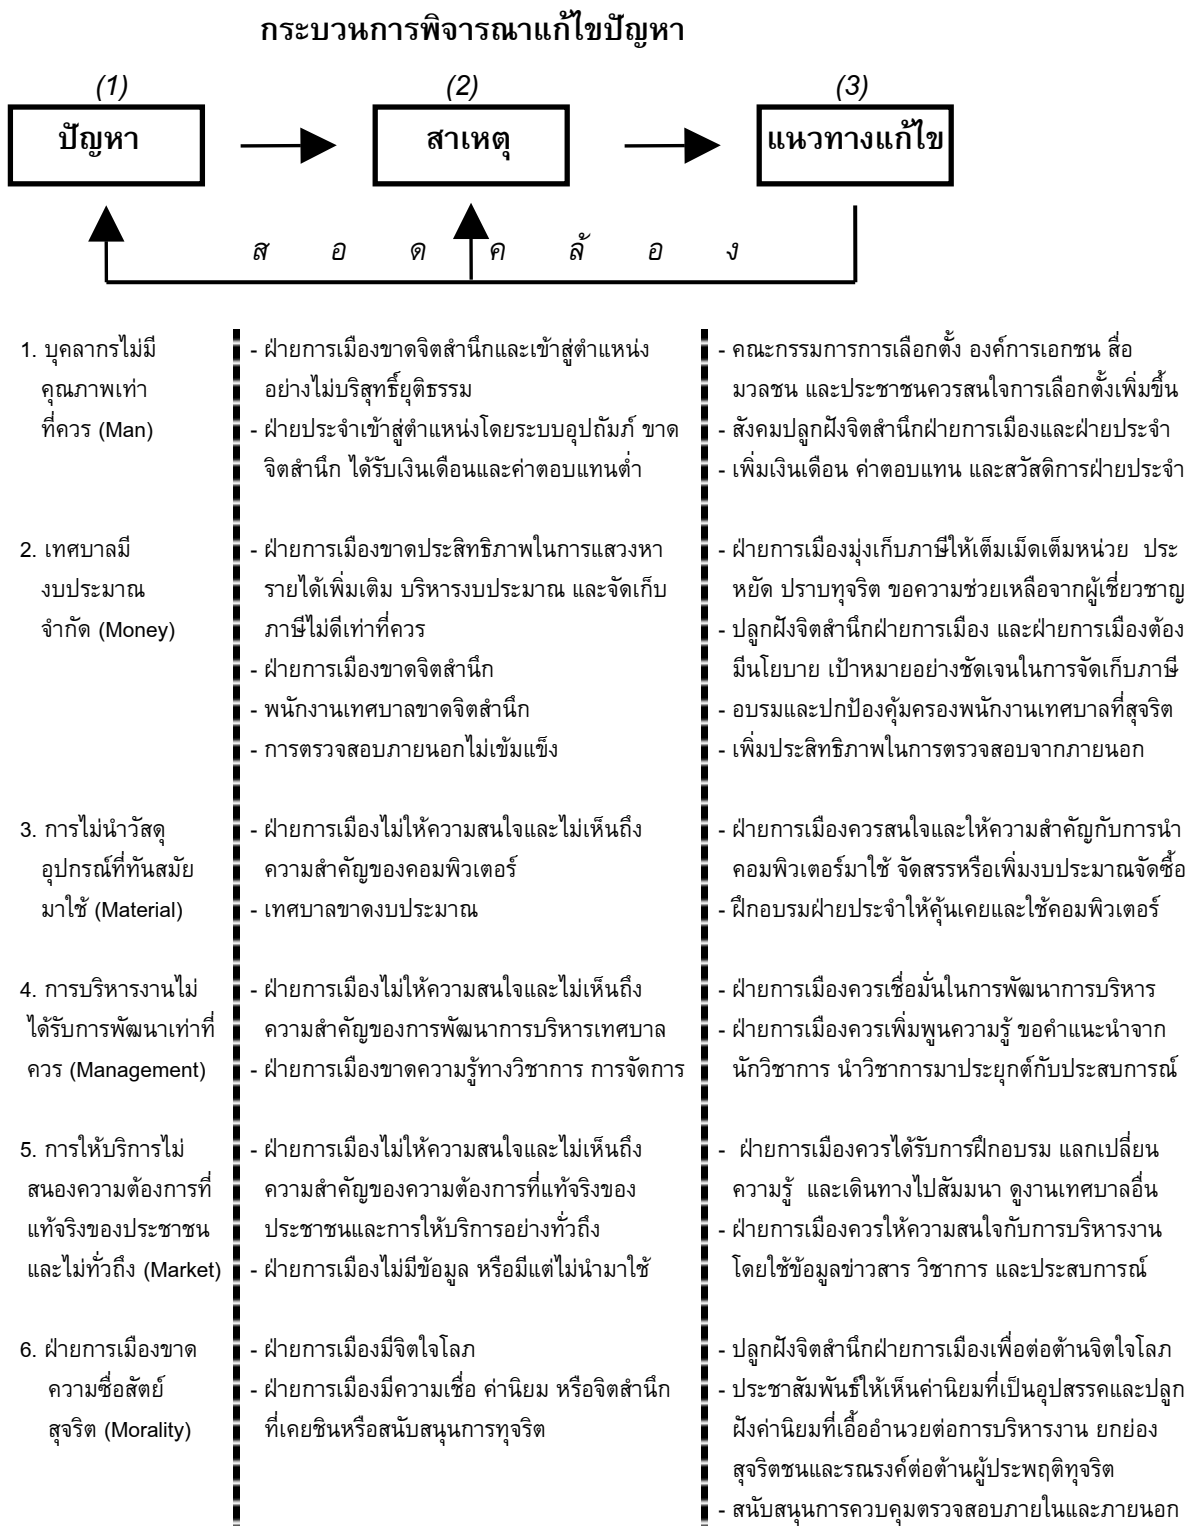 กระบวนการพิจารณาแก้ไขปัญหา
(1)
(2)
(3)
ปัญหา
สาเหตุ
แนวทางแก้ไข
ส อ ด ค ล้ อ ง
1. บุคลากรไม่มี
คุณภาพเท่า
ที่ควร (Man)
- ฝ่ายการเมืองขาดจิตสำนึกและเข้าสู่ตำแหน่ง
อย่างไม่บริสุทธิ์ยุติธรรม
- ฝ่ายประจำเข้าสู่ตำแหน่งโดยระบบอุปถัมภ์ ขาด
จิตสำนึก ได้รับเงินเดือนและค่าตอบแทนต่ำ
- คณะกรรมการการเลือกตั้ง องค์การเอกชน สื่อ
มวลชน และประชาชนควรสนใจการเลือกตั้งเพิ่มขึ้น
- สังคมปลูกฝังจิตสำนึกฝ่ายการเมืองและฝ่ายประจำ
- เพิ่มเงินเดือน ค่าตอบแทน และสวัสดิการฝ่ายประจำ
2. เทศบาลมี
งบประมาณ
จำกัด (Money)
- ฝ่ายการเมืองขาดประสิทธิภาพในการแสวงหา
รายได้เพิ่มเติม บริหารงบประมาณ และจัดเก็บ
ภาษีไม่ดีเท่าที่ควร
- ฝ่ายการเมืองขาดจิตสำนึก
- พนักงานเทศบาลขาดจิตสำนึก
- การตรวจสอบภายนอกไม่เข้มแข็ง
- ฝ่ายการเมืองมุ่งเก็บภาษีให้เต็มเม็ดเต็มหน่วย ประ
หยัด ปราบทุจริต ขอความช่วยเหลือจากผู้เชี่ยวชาญ
- ปลูกฝังจิตสำนึกฝ่ายการเมือง และฝ่ายการเมืองต้อง
มีนโยบาย เป้าหมายอย่างชัดเจนในการจัดเก็บภาษี
- อบรมและปกป้องคุ้มครองพนักงานเทศบาลที่สุจริต
- เพิ่มประสิทธิภาพในการตรวจสอบจากภายนอก
3. การไม่นำวัสดุ
อุปกรณ์ที่ทันสมัย
มาใช้ (Material)
- ฝ่ายการเมืองไม่ให้ความสนใจและไม่เห็นถึง
ความสำคัญของคอมพิวเตอร์
- เทศบาลขาดงบประมาณ
- ฝ่ายการเมืองควรสนใจและให้ความสำคัญกับการนำ
คอมพิวเตอร์มาใช้ จัดสรรหรือเพิ่มงบประมาณจัดซื้อ
- ฝึกอบรมฝ่ายประจำให้คุ้นเคยและใช้คอมพิวเตอร์
4. การบริหารงานไม่
ได้รับการพัฒนาเท่าที่
ควร (Management)
- ฝ่ายการเมืองไม่ให้ความสนใจและไม่เห็นถึง
ความสำคัญของการพัฒนาการบริหารเทศบาล
- ฝ่ายการเมืองขาดความรู้ทางวิชาการ การจัดการ
- ฝ่ายการเมืองควรเชื่อมั่นในการพัฒนาการบริหาร
- ฝ่ายการเมืองควรเพิ่มพูนความรู้ ขอคำแนะนำจาก
นักวิชาการ นำวิชาการมาประยุกต์กับประสบการณ์
5. การให้บริการไม่
สนองความต้องการที่
แท้จริงของประชาชน
และไม่ทั่วถึง (Market)
- ฝ่ายการเมืองไม่ให้ความสนใจและไม่เห็นถึง
ความสำคัญของความต้องการที่แท้จริงของ
ประชาชนและการให้บริการอย่างทั่วถึง
- ฝ่ายการเมืองไม่มีข้อมูล หรือมีแต่ไม่นำมาใช้
- ฝ่ายการเมืองควรได้รับการฝึกอบรม แลกเปลี่ยน
ความรู้ และเดินทางไปสัมมนา ดูงานเทศบาลอื่น
- ฝ่ายการเมืองควรให้ความสนใจกับการบริหารงาน
โดยใช้ข้อมูลข่าวสาร วิชาการ และประสบการณ์
6. ฝ่ายการเมืองขาด
ความซื่อสัตย์
สุจริต (Morality)
- ฝ่ายการเมืองมีจิตใจโลภ
- ฝ่ายการเมืองมีความเชื่อ ค่านิยม หรือจิตสำนึก
ที่เคยชินหรือสนับสนุนการทุจริต
- ปลูกฝังจิตสำนึกฝ่ายการเมืองเพื่อต่อต้านจิตใจโลภ
- ประชาสัมพันธ์ให้เห็นค่านิยมที่เป็นอุปสรรคและปลูก
ฝังค่านิยมที่เอื้ออำนวยต่อการบริหารงาน ยกย่อง
สุจริตชนและรณรงค์ต่อต้านผู้ประพฤติทุจริต
- สนับสนุนการควบคุมตรวจสอบภายในและภายนอก